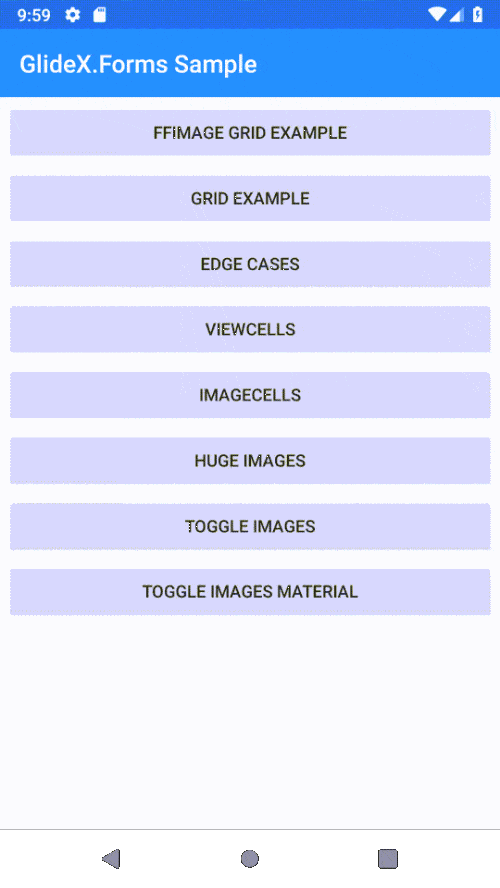 9:59
GlideX.Forms Sample
FFIMAGE GRID EXAMPLE
GRID EXAMPLE
EDGE CASES
VIEWCELLS
IMAGECELLS
HUGE IMAGES
TOGGLE IMAGES
TOGGLE IMAGES MATERIAL